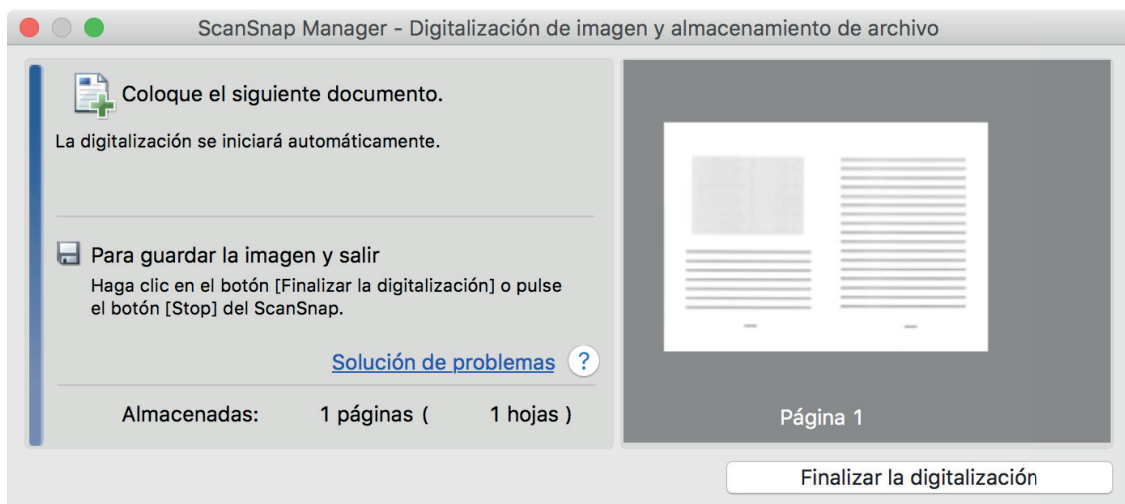 ScanSnap Manager - Digitalización de imagen y almacenamiento de archivo
Coloque el siguiente documento.
La digitalización se iniciará automáticamente.
Para guardar la imagen y salir
Haga clic en el botón [Finalizar la digitalización] o pulse
el botón [Stop] del ScanSnap.
Solución de problemas ?
Almacenadas: 1 páginas ( 1 hojas )
Página 1
Finalizar la digitalización